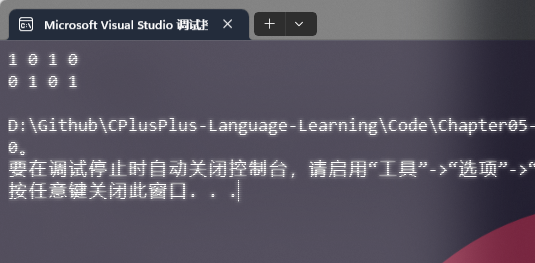 Microsoft Visual Studio 调试控
1 0 1 0
0 1 0 1
D:\Github\CPlusPlus-Language-Learning\Code\Chapter05-
0。
要在调试停止时自动关闭控制台，请启用“工具”->“选项”->“
按任意键关闭此窗口. . .